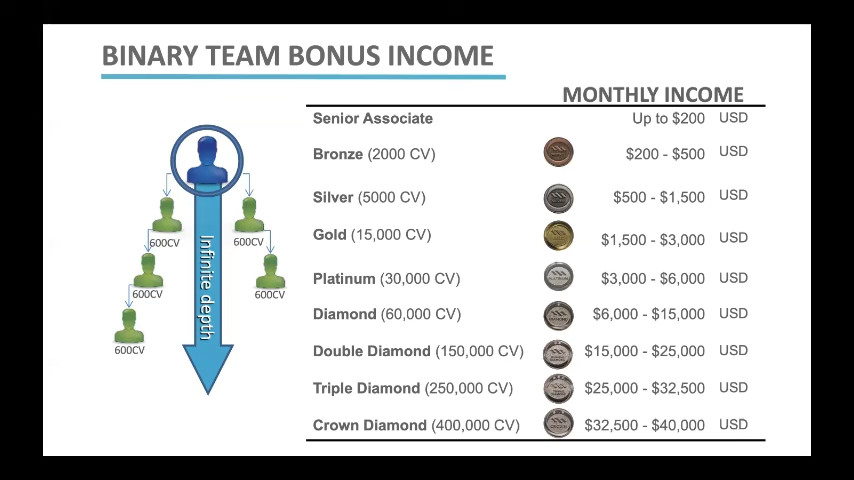 BINARY TEAM BONUS INCOME
MONTHLY INCOME
Senior Associate Up to $200 USD
Bronze (2000 CV) $200 - $500 USD
Silver (5000 CV) $500 - $1,500 USD
Gold (15,000 CV) $1,500 - $3,000 USD
Platinum (30,000 CV) PLATINUM $3,000 - $6,000 USD
Diamond (60,000 CV) DIAMOND $6,000 - $15,000 USD
Double Diamond (150,000 CV) $15,000 - $25,000 USD
Triple Diamond (250,000 CV) $25,000 - $32,500 USD
Crown Diamond (400,000 CV) $32,500 - $40,000 USD
600CV 600CV
600CV 600CV
600CV
Infinite depth